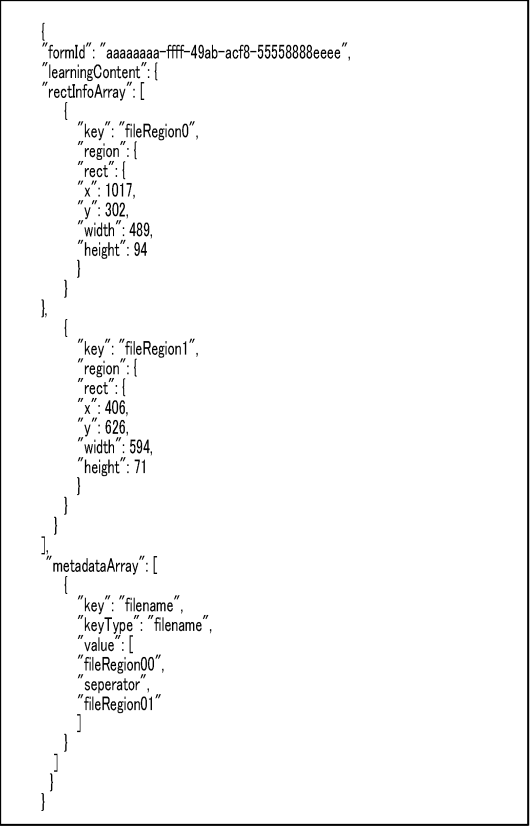 {
"formId": "aaaaaaaa-ffff-49ab-acf8-55558888eeee",
"learningContent": {
"rectInfoArray": [
{
"key": "fileRegion0",
"region": {
"rect": {
"x": 1017,
"y": 302,
"width": 489,
"height": 94
}
}
},
{
"key": "fileRegion1",
"region": {
"rect": {
"x": 406,
"y": 626,
"width": 594,
"height": 71
}
}
}
],
"metadataArray": [
{
"key": "filename",
"keyType": "filename",
"value": [
"fileRegion00",
"seperator",
"fileRegion01"
]
}
]
}
}